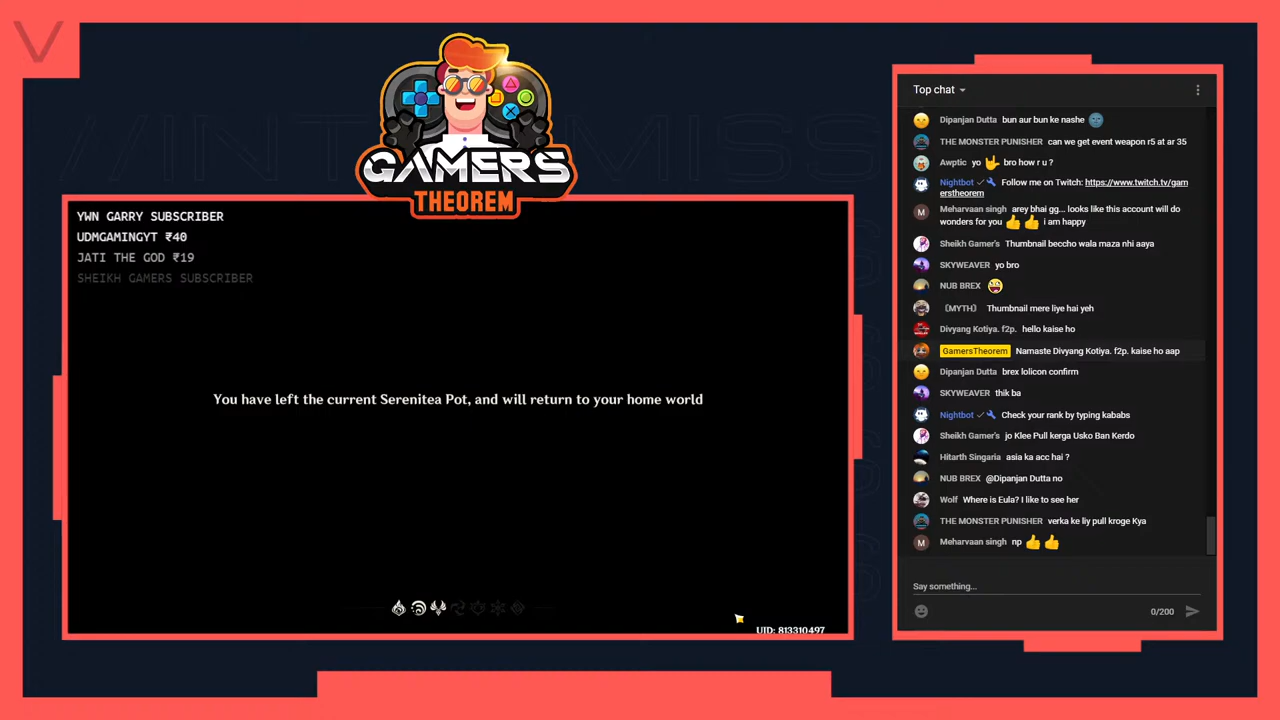 GAMERS
THEOREM
YWN GARRY SUBSCRIBER
UDMGAMINGYT ₹40
JATI THE GOD ₹19
SHEIKH GAMERS SUBSCRIBER
You have left the current Serenitea Pot, and will return to your home world
UID: 813310497
Top chat
Dipanjan Dutta bun aur bun ke nashe
THE MONSTER PUNISHER can we get event weapon r5 at ar 35
Awptic yo 🤟 bro how r u ?
Nightbot Follow me on Twitch: https://www.twitch.tv/gam
erstheorem
Meharvaan singh arey bhai gg... looks like this account will do
wonders for you 👍 👍 i am happy
Sheikh Gamer's Thumbnail beccho wala maza nhi aaya
SKYWEAVER yo bro
NUB BREX
〔MYTH〕 Thumbnail mere liye hai yeh
Divyang Kotiya. f2p. hello kaise ho
GamersTheorem Namaste Divyang Kotiya. f2p. kaise ho aap
Dipanjan Dutta brex lolicon confirm
SKYWEAVER thik ba
Nightbot Check your rank by typing kababs
Sheikh Gamer's jo Klee Pull kerga Usko Ban Kerdo
Hitarth Singaria asia ka acc hai ?
NUB BREX @Dipanjan Dutta no
Wolf Where is Eula? I like to see her
THE MONSTER PUNISHER verka ke liy pull kroge Kya
Meharvaan singh np 👍 👍
Say something...
0/200